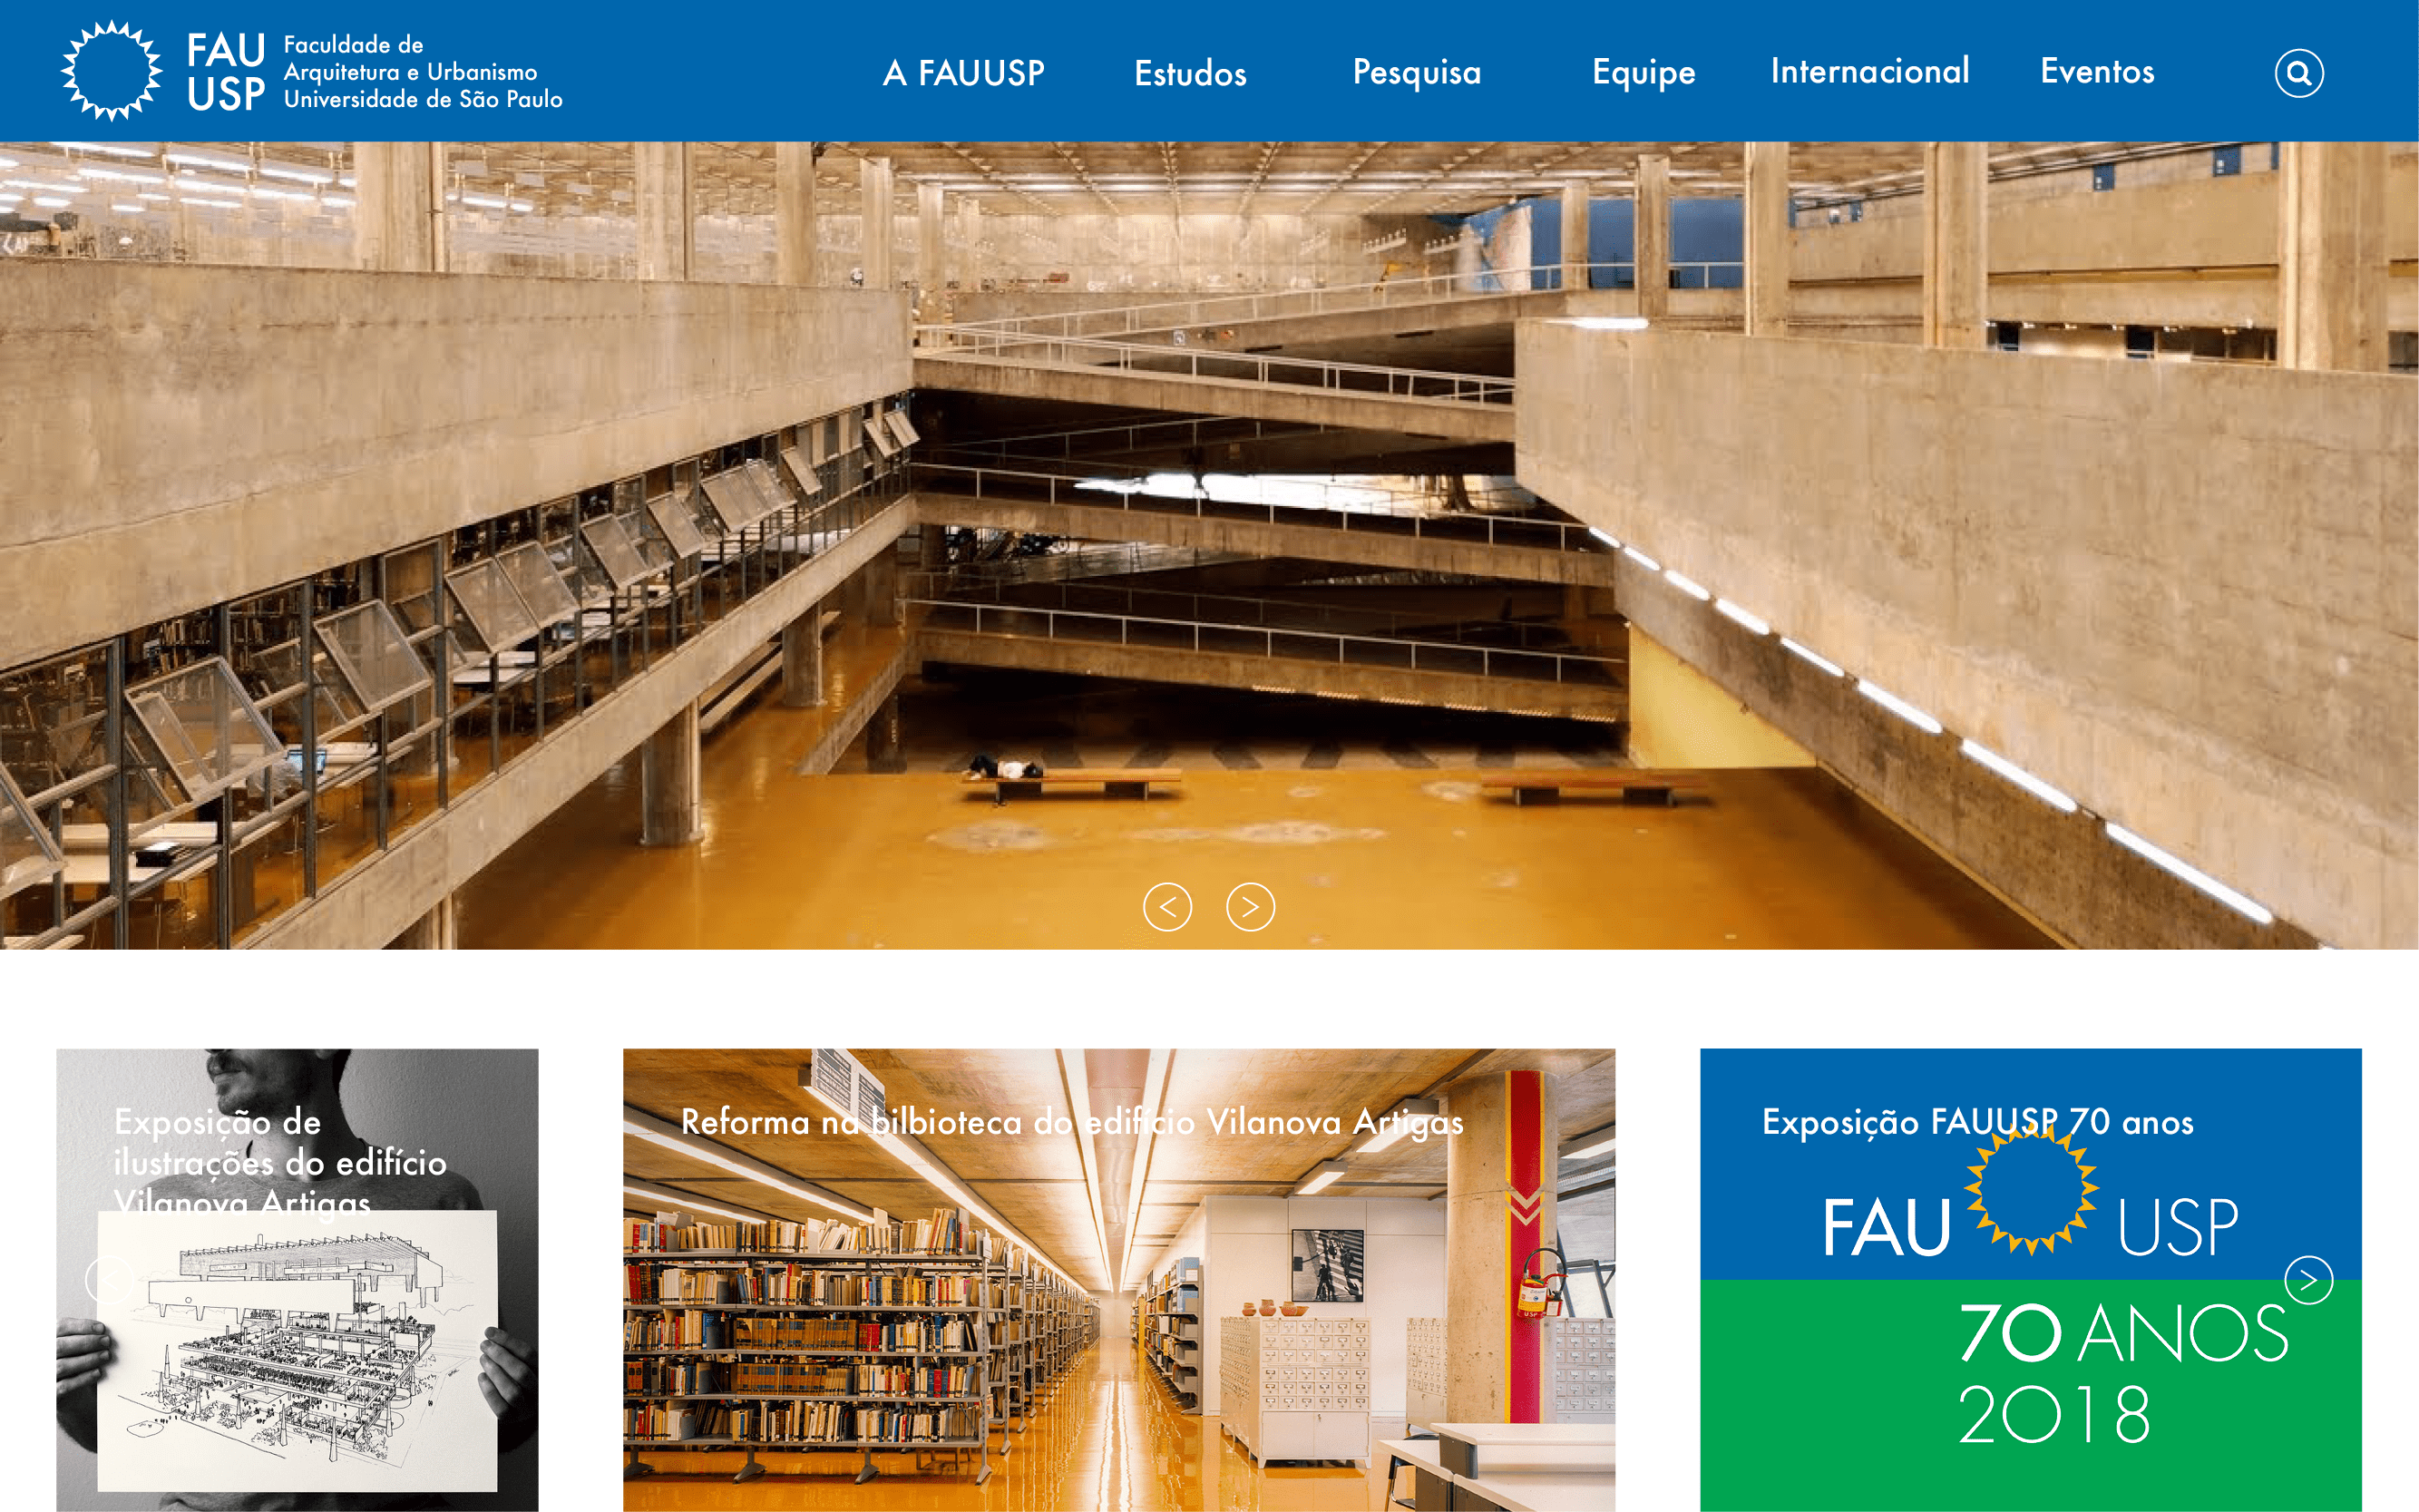 FAU
USP
Faculdade de
Arquitetura e Urbanismo
Universidade de São Paulo
A FAUUSP
Estudos
Pesquisa
Equipe
Internacional
Eventos
<
>
Exposição de
ilustrações do edifício
Vilanova Artigas
Reforma na bilbioteca do edifício Vilanova Artigas
Exposição FAUUSP 70 anos
FAU USP
70 ANOS
2018
>